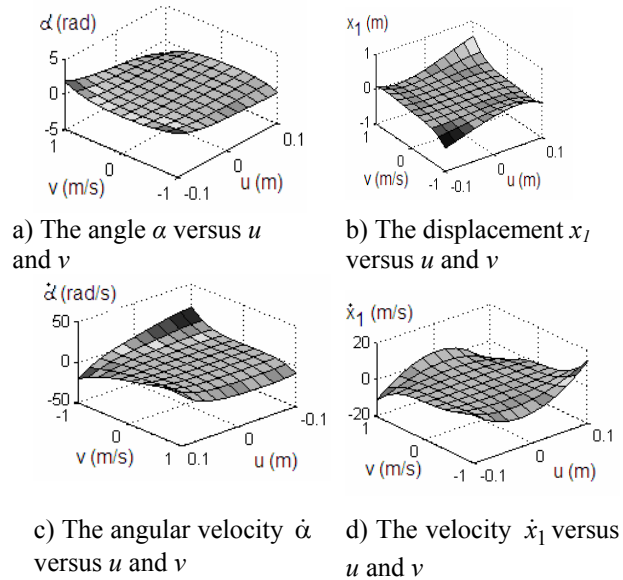 α (rad)
5
0
-5
1
0
-1
v (m/s)
-0.1
0
0.1
u (m)
x1 (m)
1
0
-1
1
0
-1
v (m/s)
-0.1
0
0.1
u (m)
a) The angle α versus u
and v
b) The displacement x1
versus u and v
α̇ (rad/s)
50
0
-50
-1
0
1
v (m/s)
0.1
0
-0.1
u (m)
ẋ1 (m/s)
20
0
-20
1
0
-1
v (m/s)
-0.1
0
0.1
u (m)
c) The angular velocity α̇
versus u and v
d) The velocity ẋ1 versus
u and v